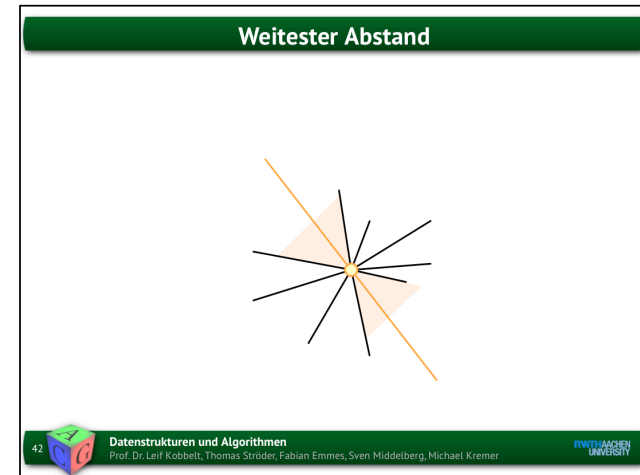 Weitester Abstand
42
A
C
G
Datenstrukturen und Algorithmen
Prof. Dr. Leif Kobbelt, Thomas Ströder, Fabian Emmes, Sven Middelberg, Michael Kremer
RWTHAACHEN
UNIVERSITY